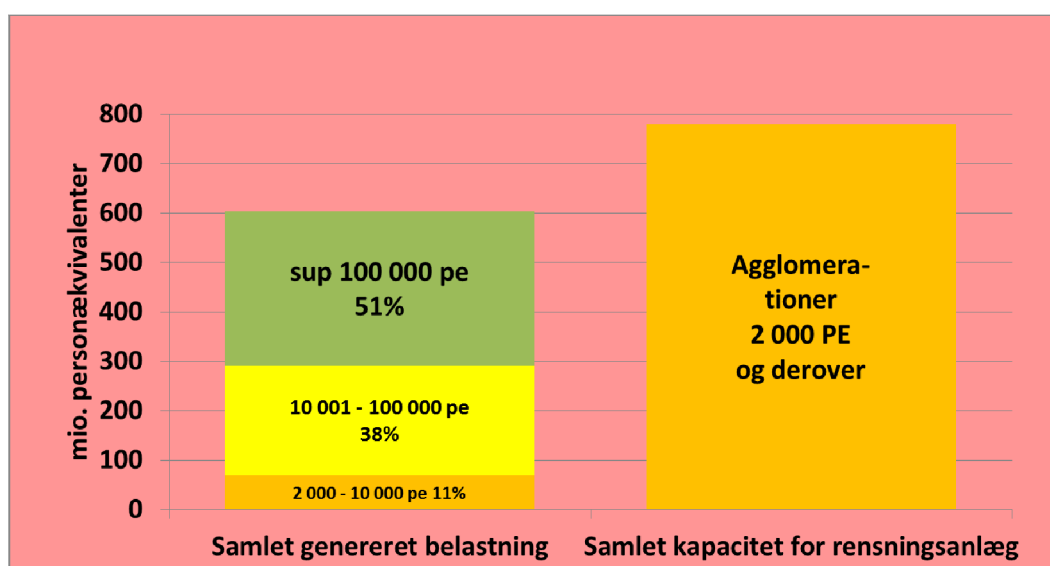 mio. personækvivalenter
800
700
600
500
400
300
200
100
0
sup 100 000 pe
51%
10 001 - 100 000 pe
38%
2 000 - 10 000 pe 11%
Agglomera-
tioner
2 000 PE
og derover
Samlet genereret belastning
Samlet kapacitet for rensningsanlæg